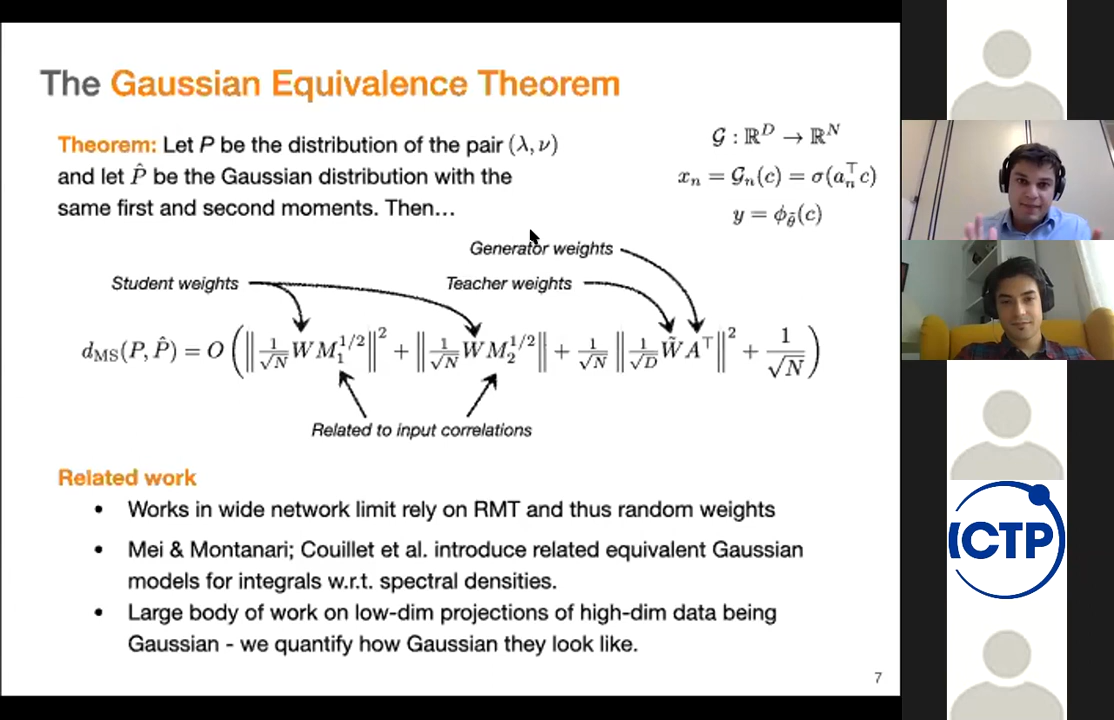 The Gaussian Equivalence Theorem
Theorem: Let P be the distribution of the pair (λ, ν)
and let P̂ be the Gaussian distribution with the
same first and second moments. Then…
𝒢 : ℝ^D → ℝ^N
x_n = 𝒢_n(c) = σ(a_n^⊤ c)
y = ϕ_θ̃(c)
Generator weights
Student weights
Teacher weights
d_MS(P, P̂) = O ( ‖ 1/√N W M_1^{1/2} ‖^2 + ‖ 1/√N W M_2^{1/2} ‖ + 1/√N ‖ 1/√D W̃ A^⊤ ‖^2 + 1/√N )
Related to input correlations
Related work
• Works in wide network limit rely on RMT and thus random weights
• Mei & Montanari; Couillet et al. introduce related equivalent Gaussian
models for integrals w.r.t. spectral densities.
• Large body of work on low-dim projections of high-dim data being
Gaussian - we quantify how Gaussian they look like.
7
ICTP